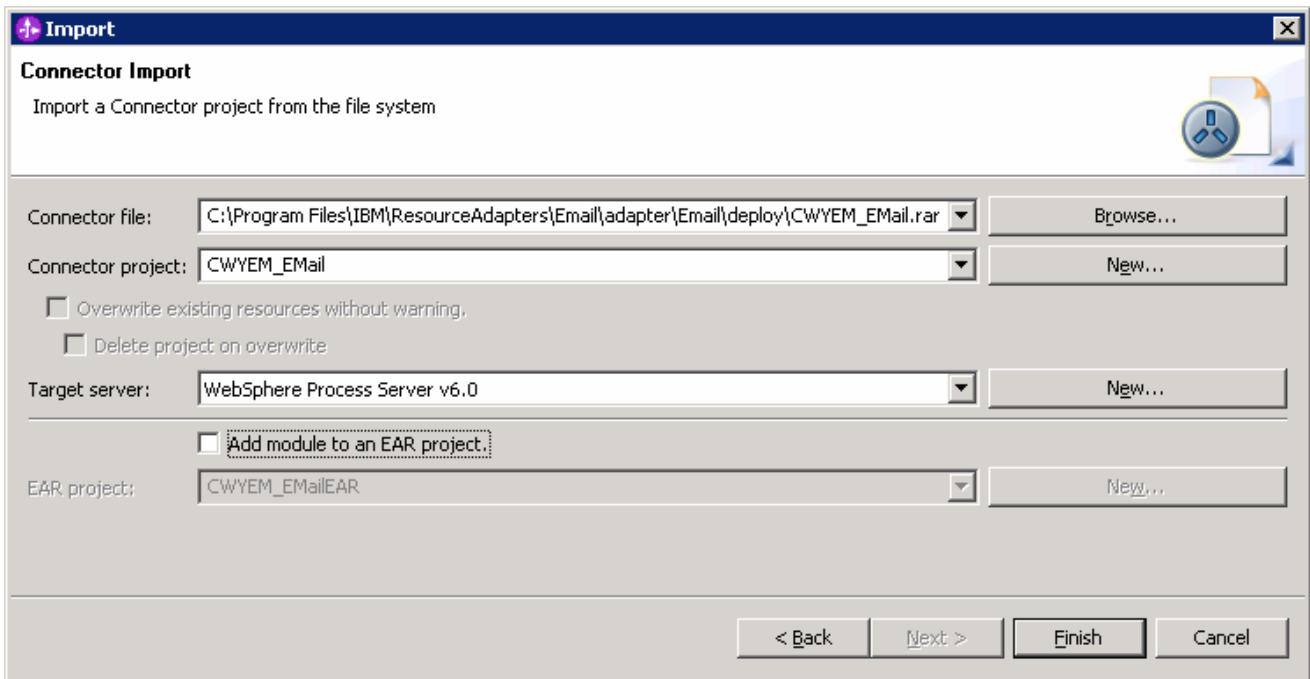 Import
Connector Import
Import a Connector project from the file system
Connector file: C:\Program Files\IBM\ResourceAdapters\Email\adapter\Email\deploy\CWYEM_EMail.rar Browse...
Connector project: CWYEM_EMail New...
Overwrite existing resources without warning.
Delete project on overwrite
Target server: WebSphere Process Server v6.0 New...
Add module to an EAR project.
EAR project: CWYEM_EMailEAR New...
< Back Next > Finish Cancel